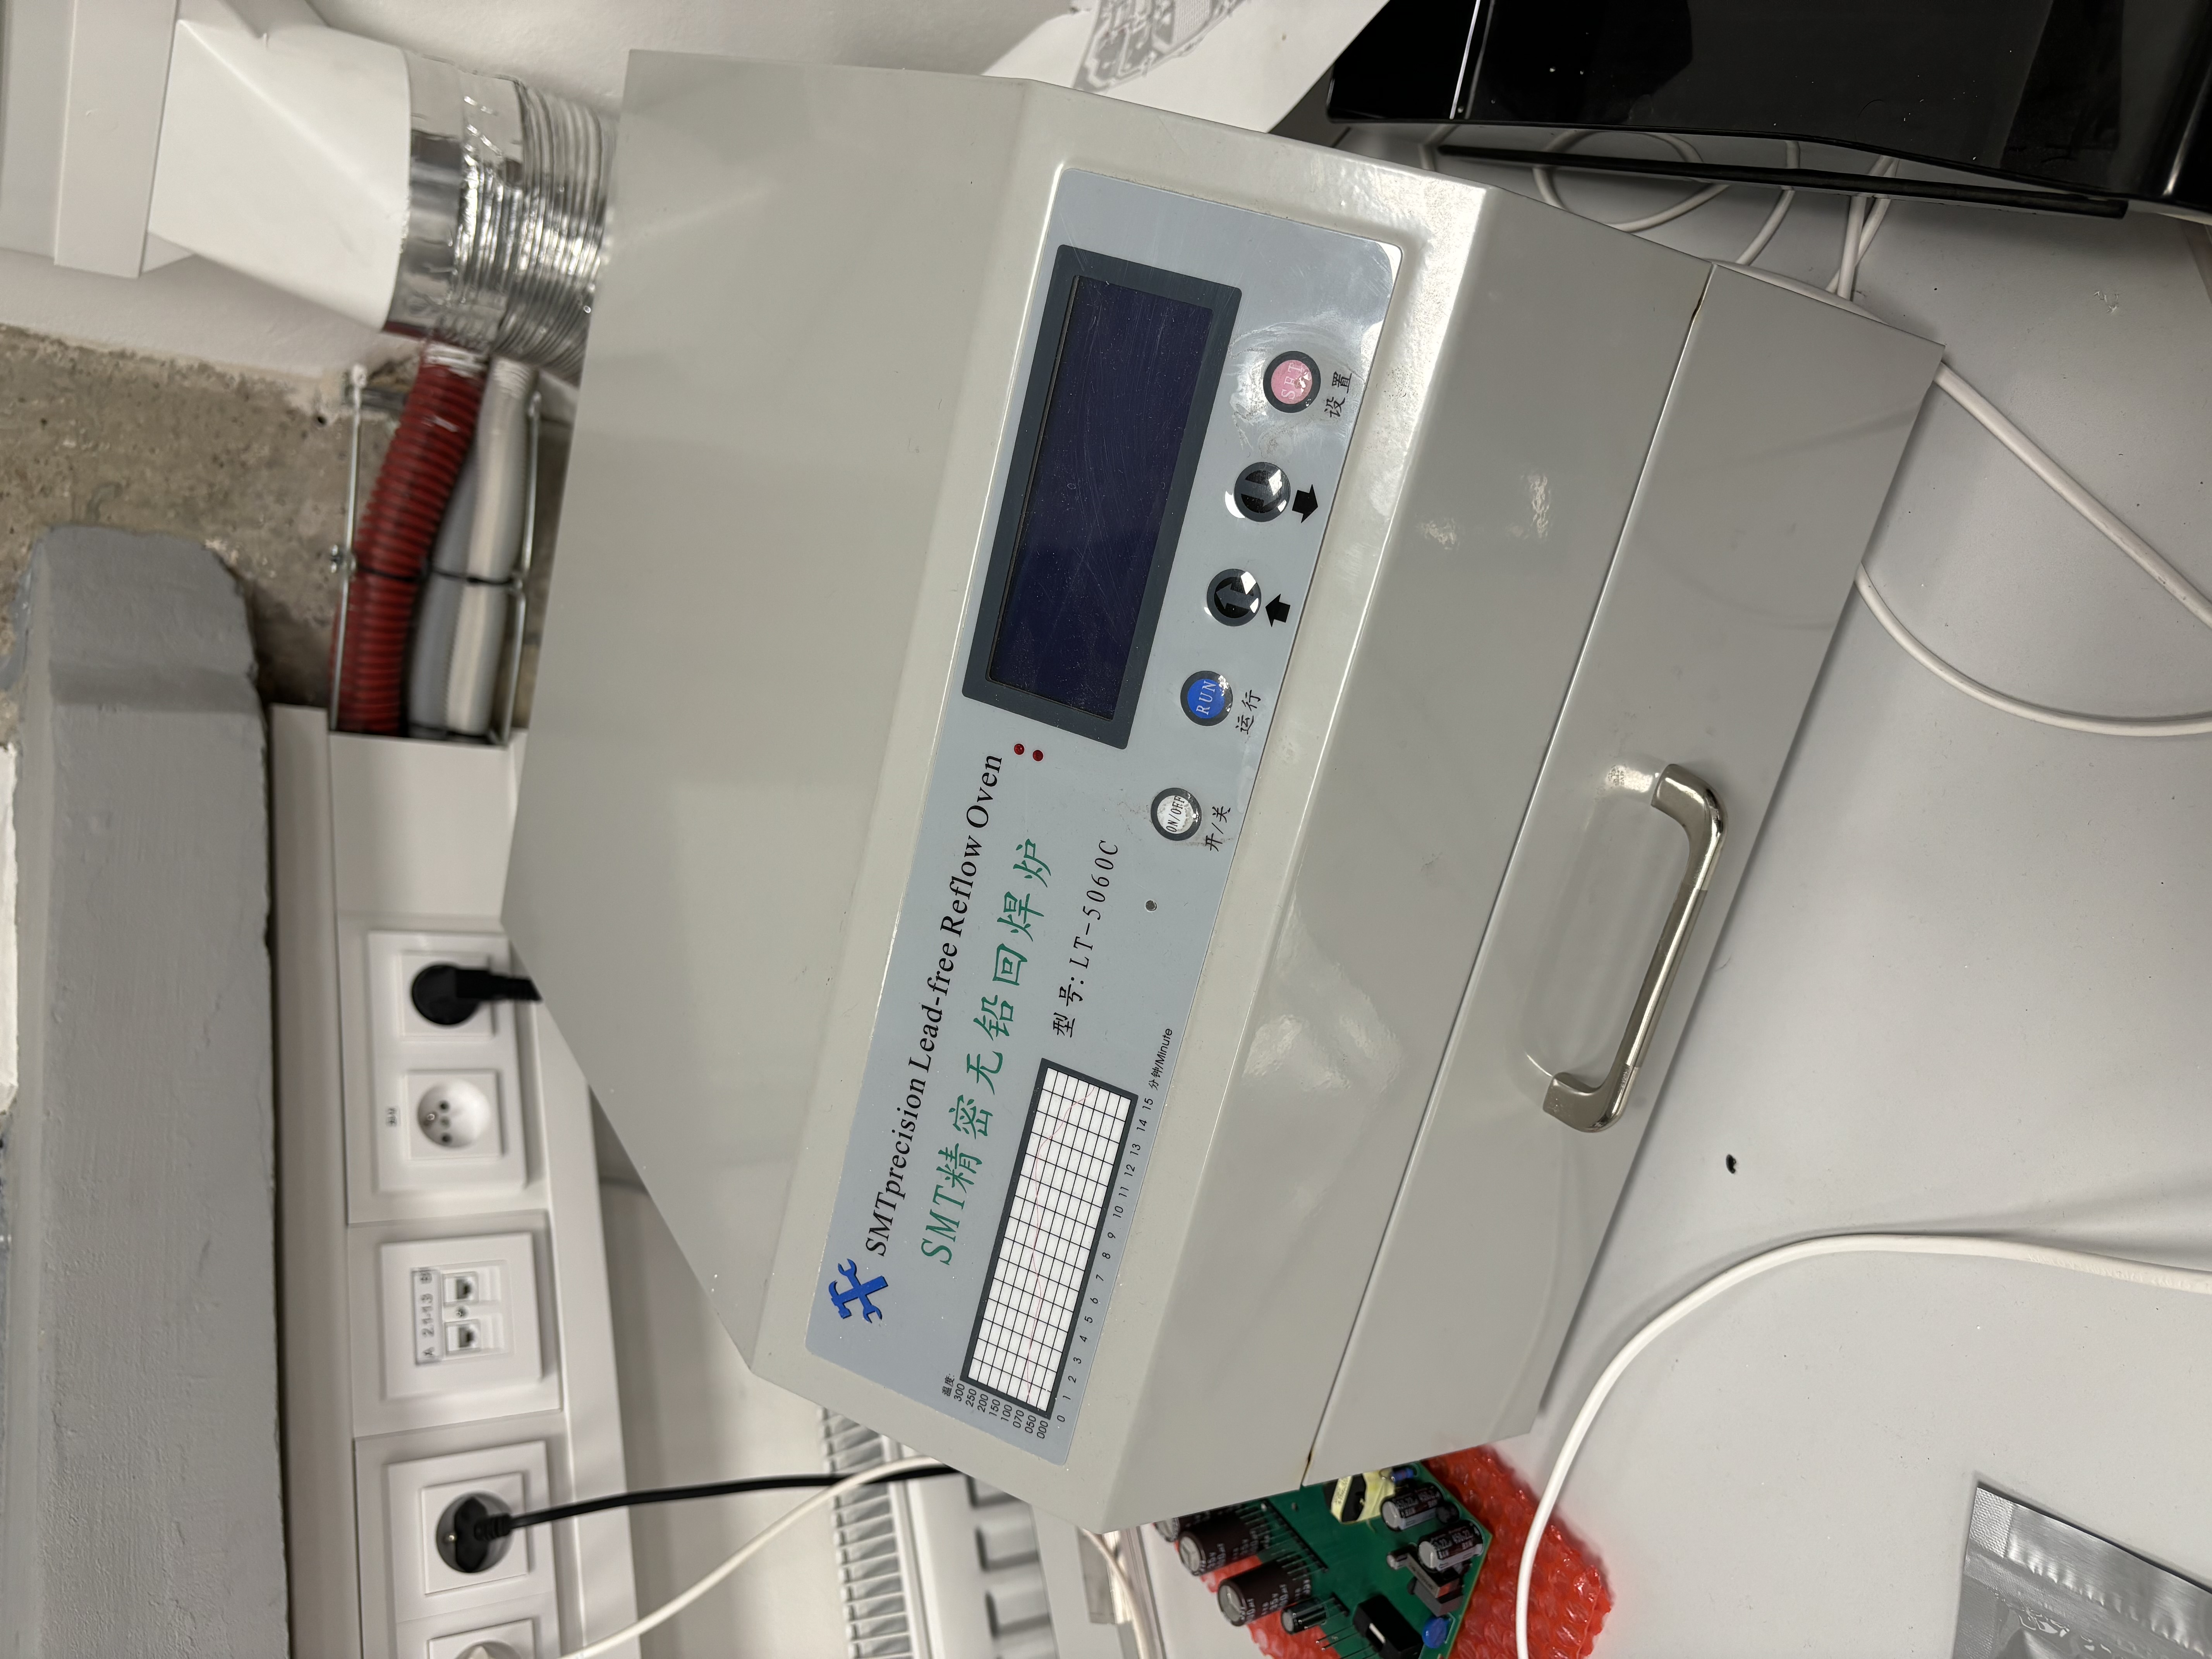 A 2.1-1.3 B
SMTprecision Lead-free Reflow Oven
SMT精密无铅回焊炉
型号: LT-5060C
温度:
300
250
200
150
100
070
050
000
0 1 2 3 4 5 6 7 8 9 10 11 12 13 14 15 分钟/Minute
ON/OFF
开/关
RUN
运行
SET
设置